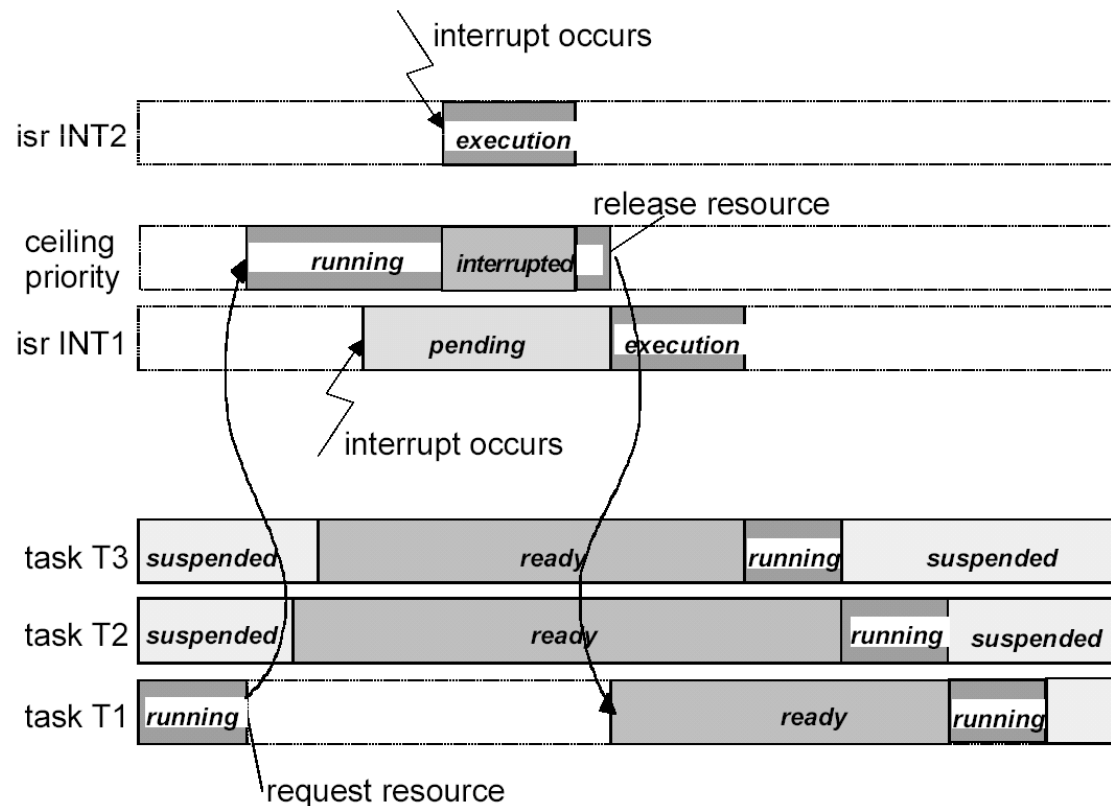 interrupt occurs
isr INT2
execution
release resource
ceiling
priority
running
interrupted
isr INT1
pending
execution
interrupt occurs
task T3
suspended
ready
running
suspended
task T2
suspended
ready
running
suspended
task T1
running
ready
running
request resource